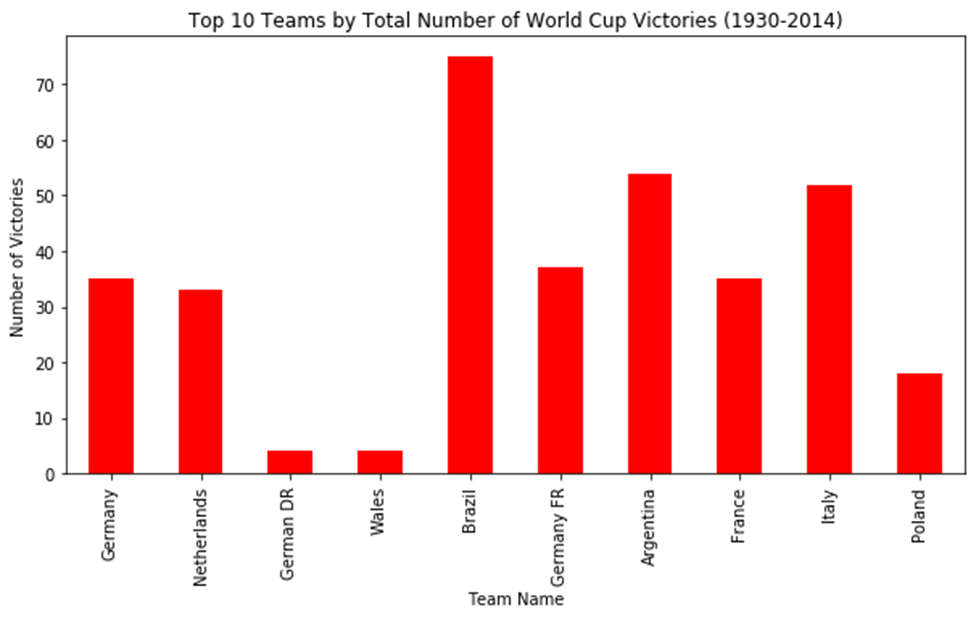 Top 10 Teams by Total Number of World Cup Victories (1930-2014)
Number of Victories
70
60
50
40
30
20
10
0
Germany
Netherlands
German DR
Wales
Brazil
Germany FR
Argentina
France
Italy
Poland
Team Name